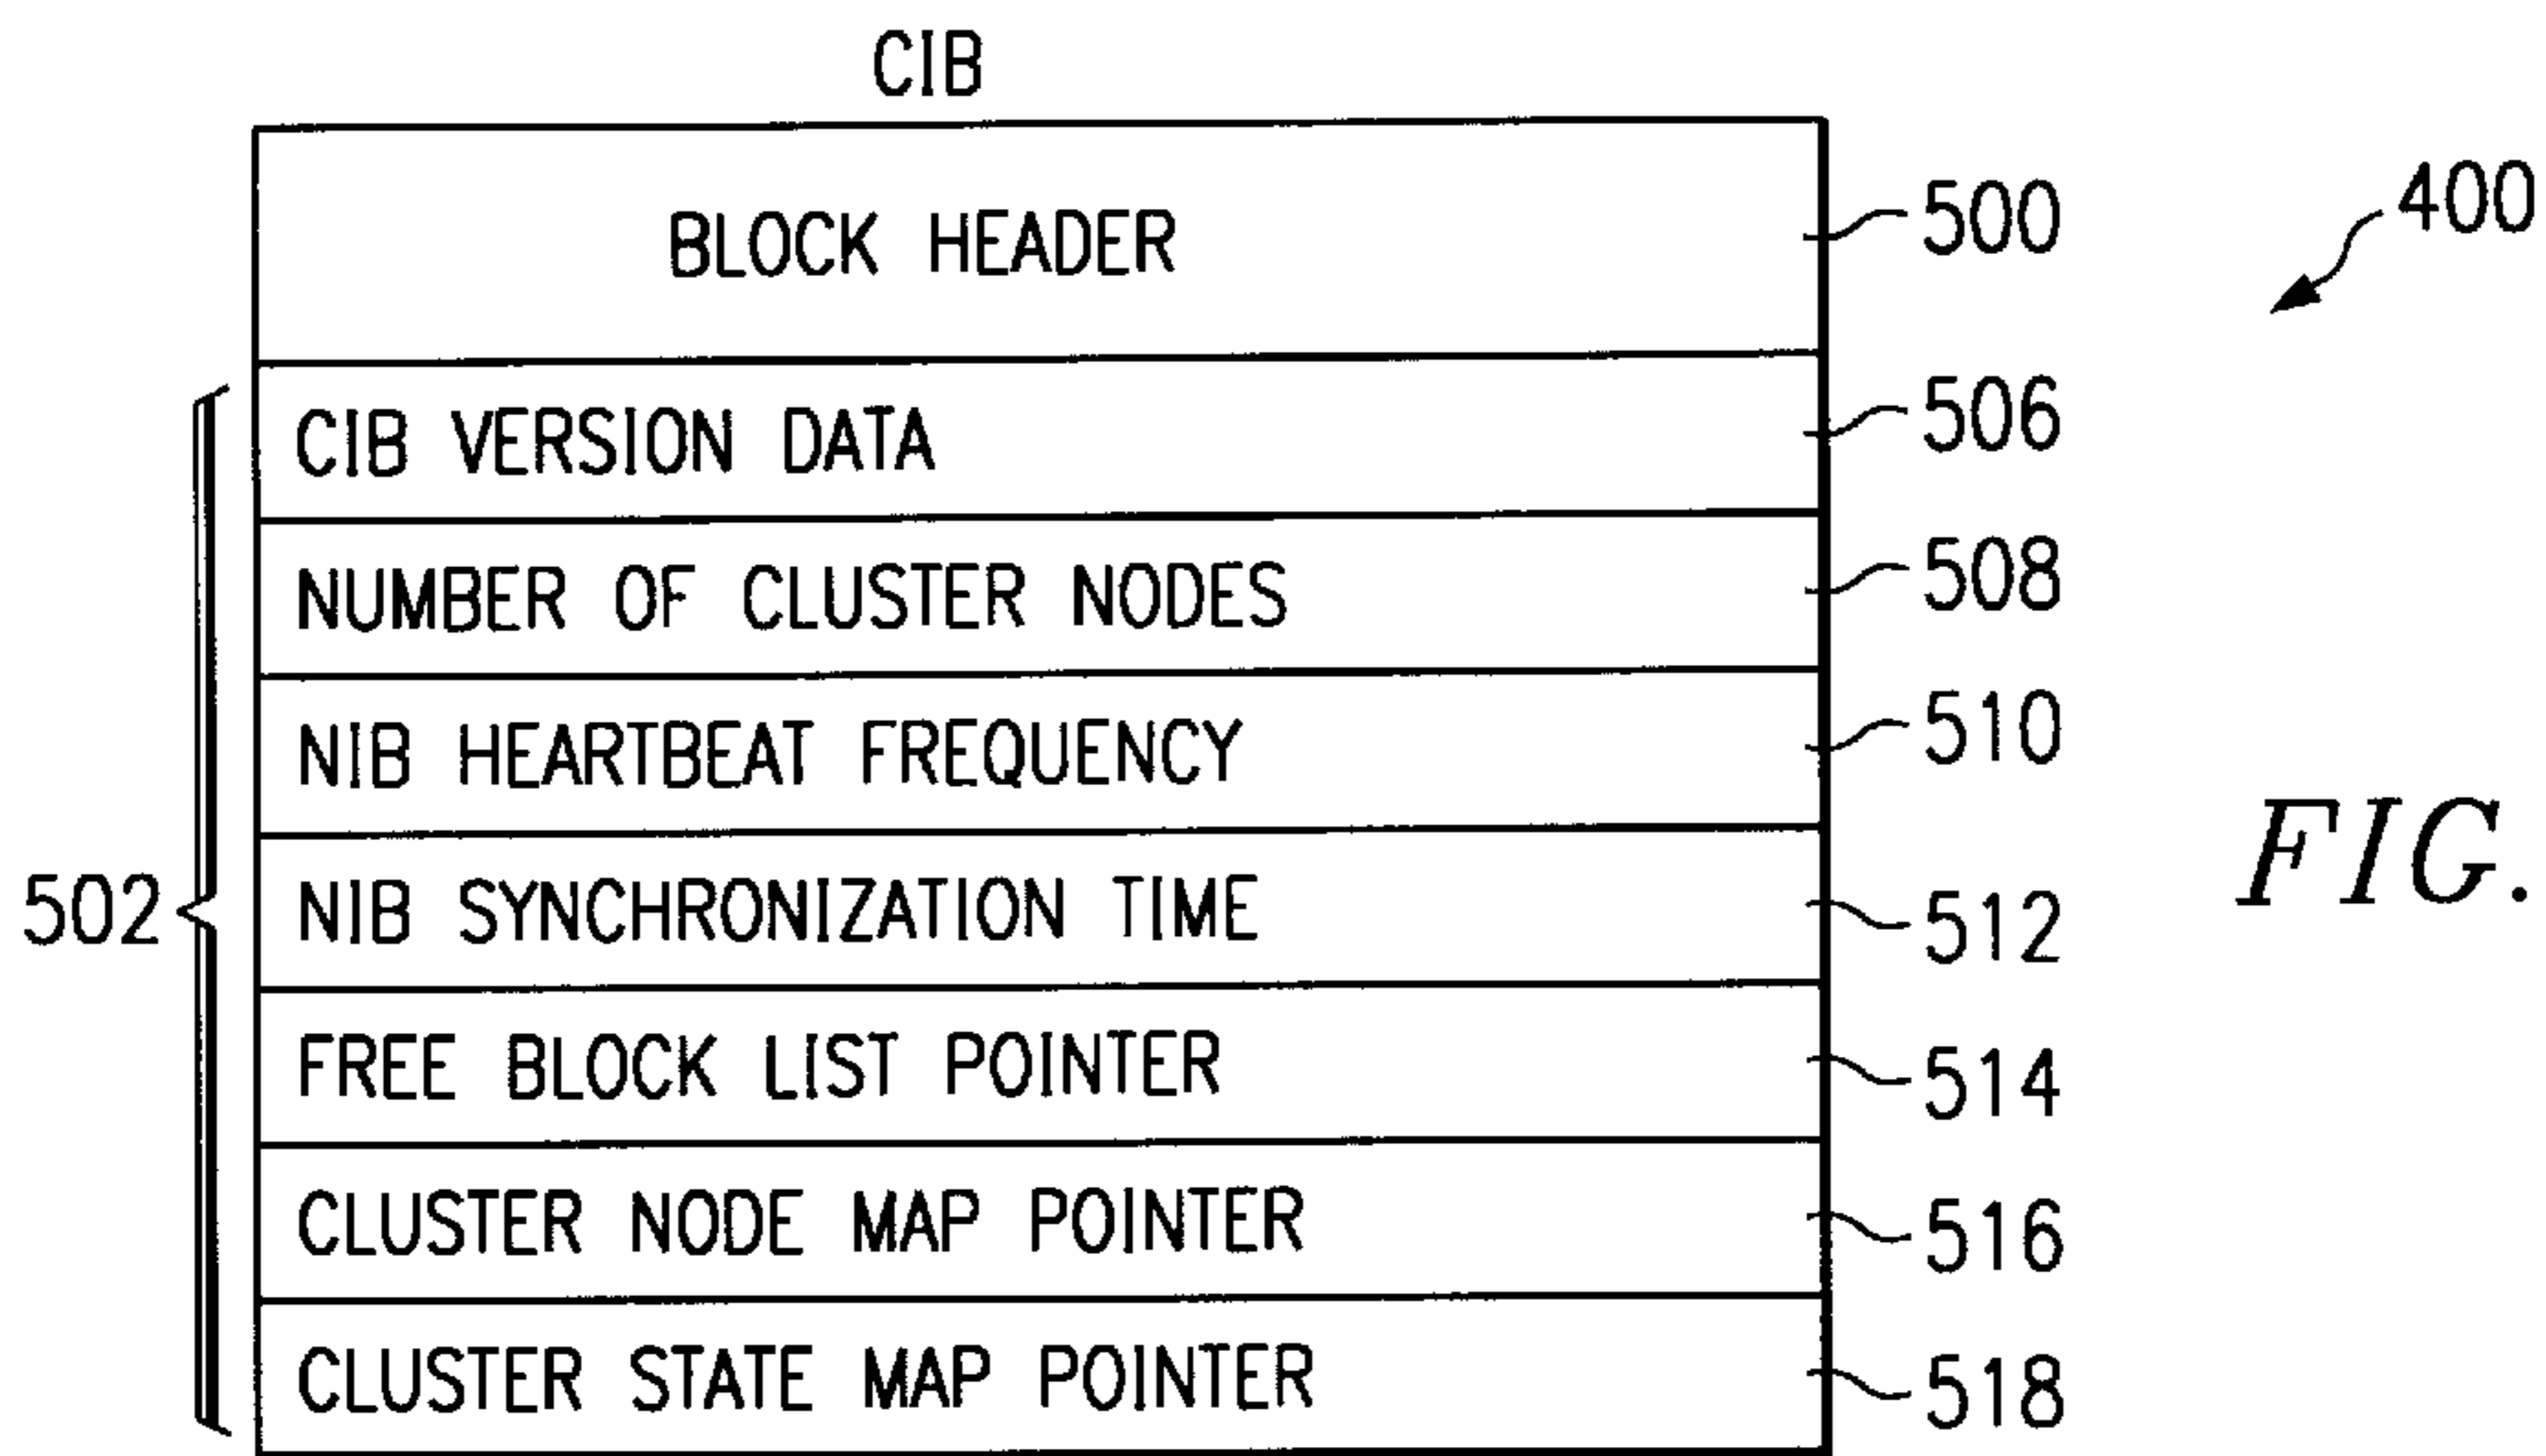 CIB
BLOCK HEADER 500
400
CIB VERSION DATA 506
NUMBER OF CLUSTER NODES 508
NIB HEARTBEAT FREQUENCY 510
FIG.
502
NIB SYNCHRONIZATION TIME 512
FREE BLOCK LIST POINTER 514
CLUSTER NODE MAP POINTER 516
CLUSTER STATE MAP POINTER 518